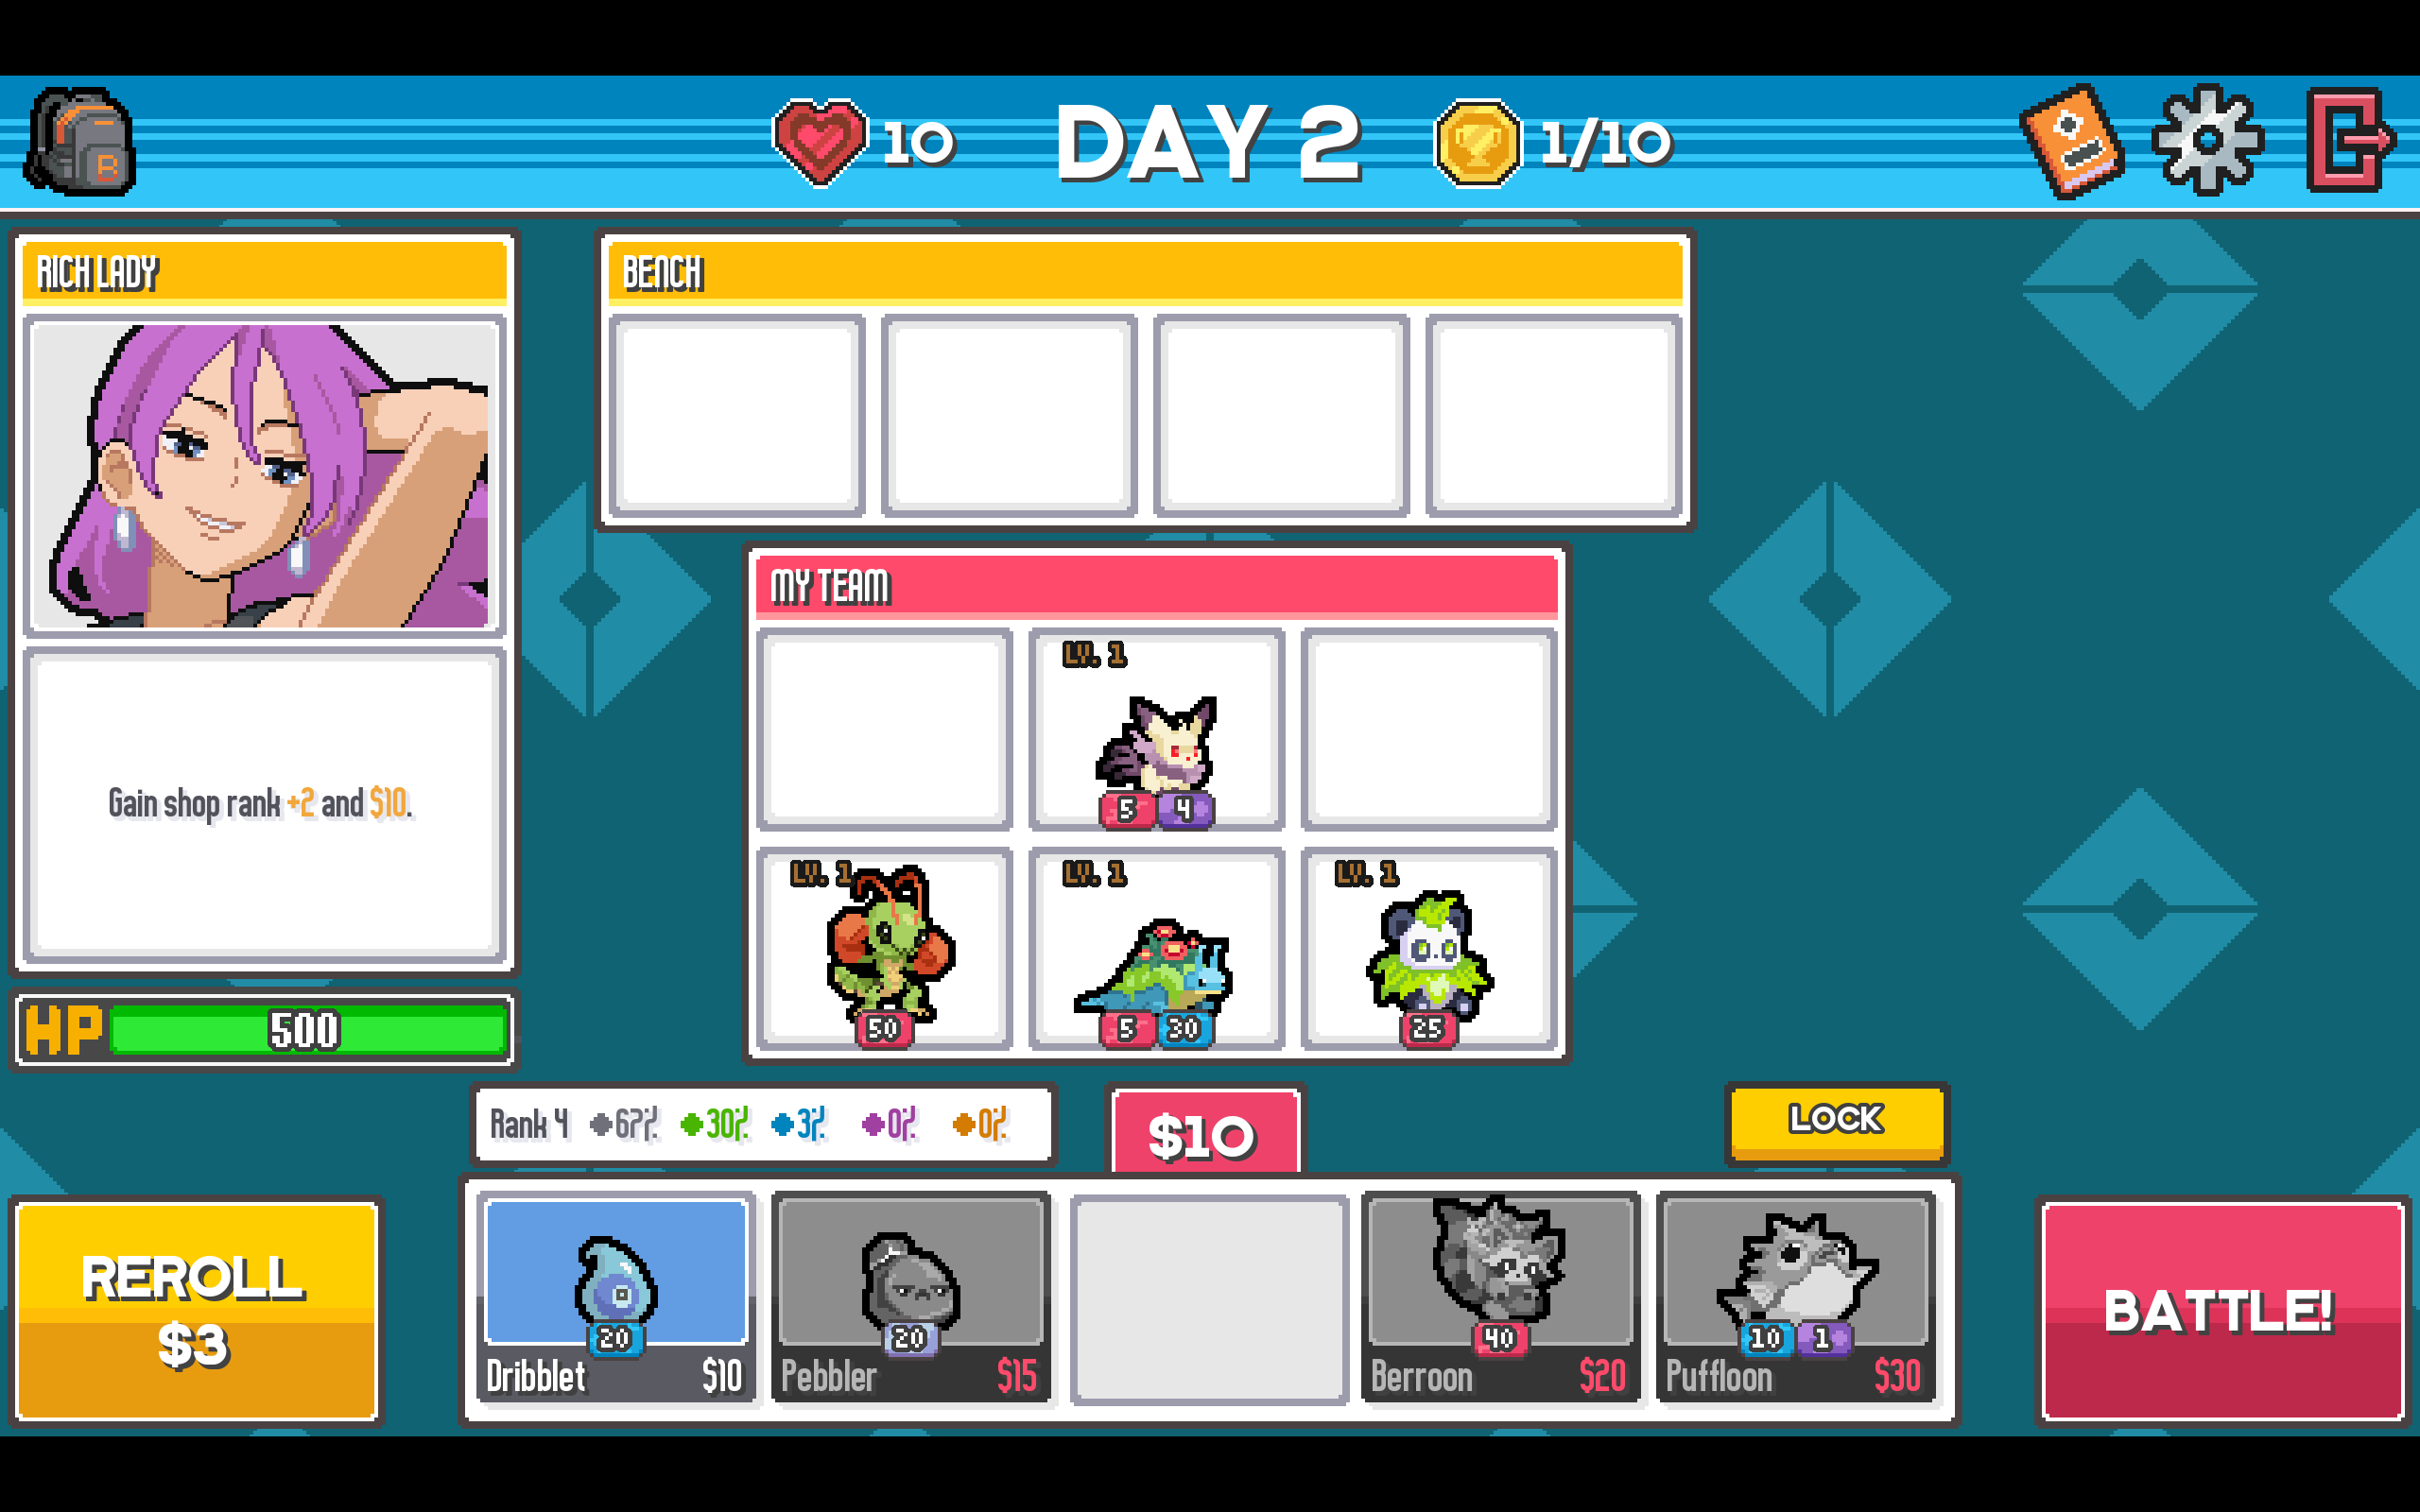 10 DAY 2 1/10
B
RICH LADY
Gain shop rank +2 and $10.
HP 500
BENCH
MY TEAM
LV. 1
5 4
LV. 1 LV. 1 LV. 1
50 5 30 25
Rank 4 67% 30% 3% 0% 0%
$10
LOCK
REROLL
$3
20 20 40 10 1
Dribblet $10 Pebbler $15 Berroon $20 Puffloon $30
BATTLE!